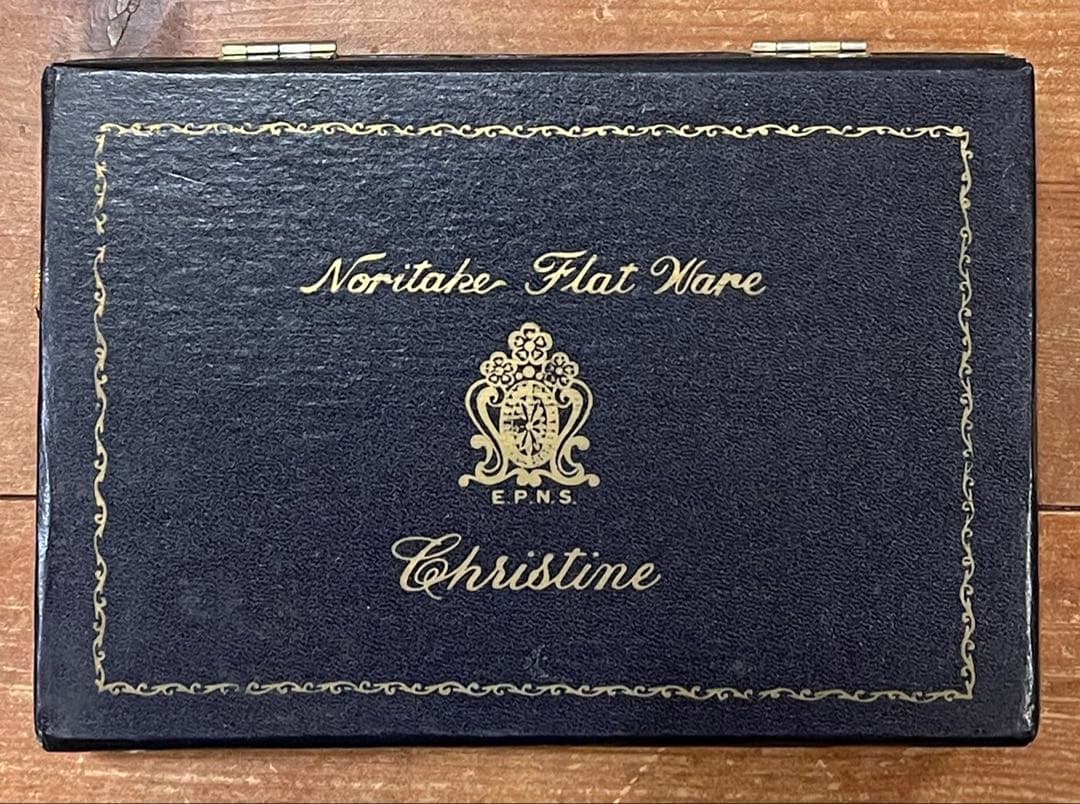 Noritake Flat Ware
E.P.N.S.
Christine